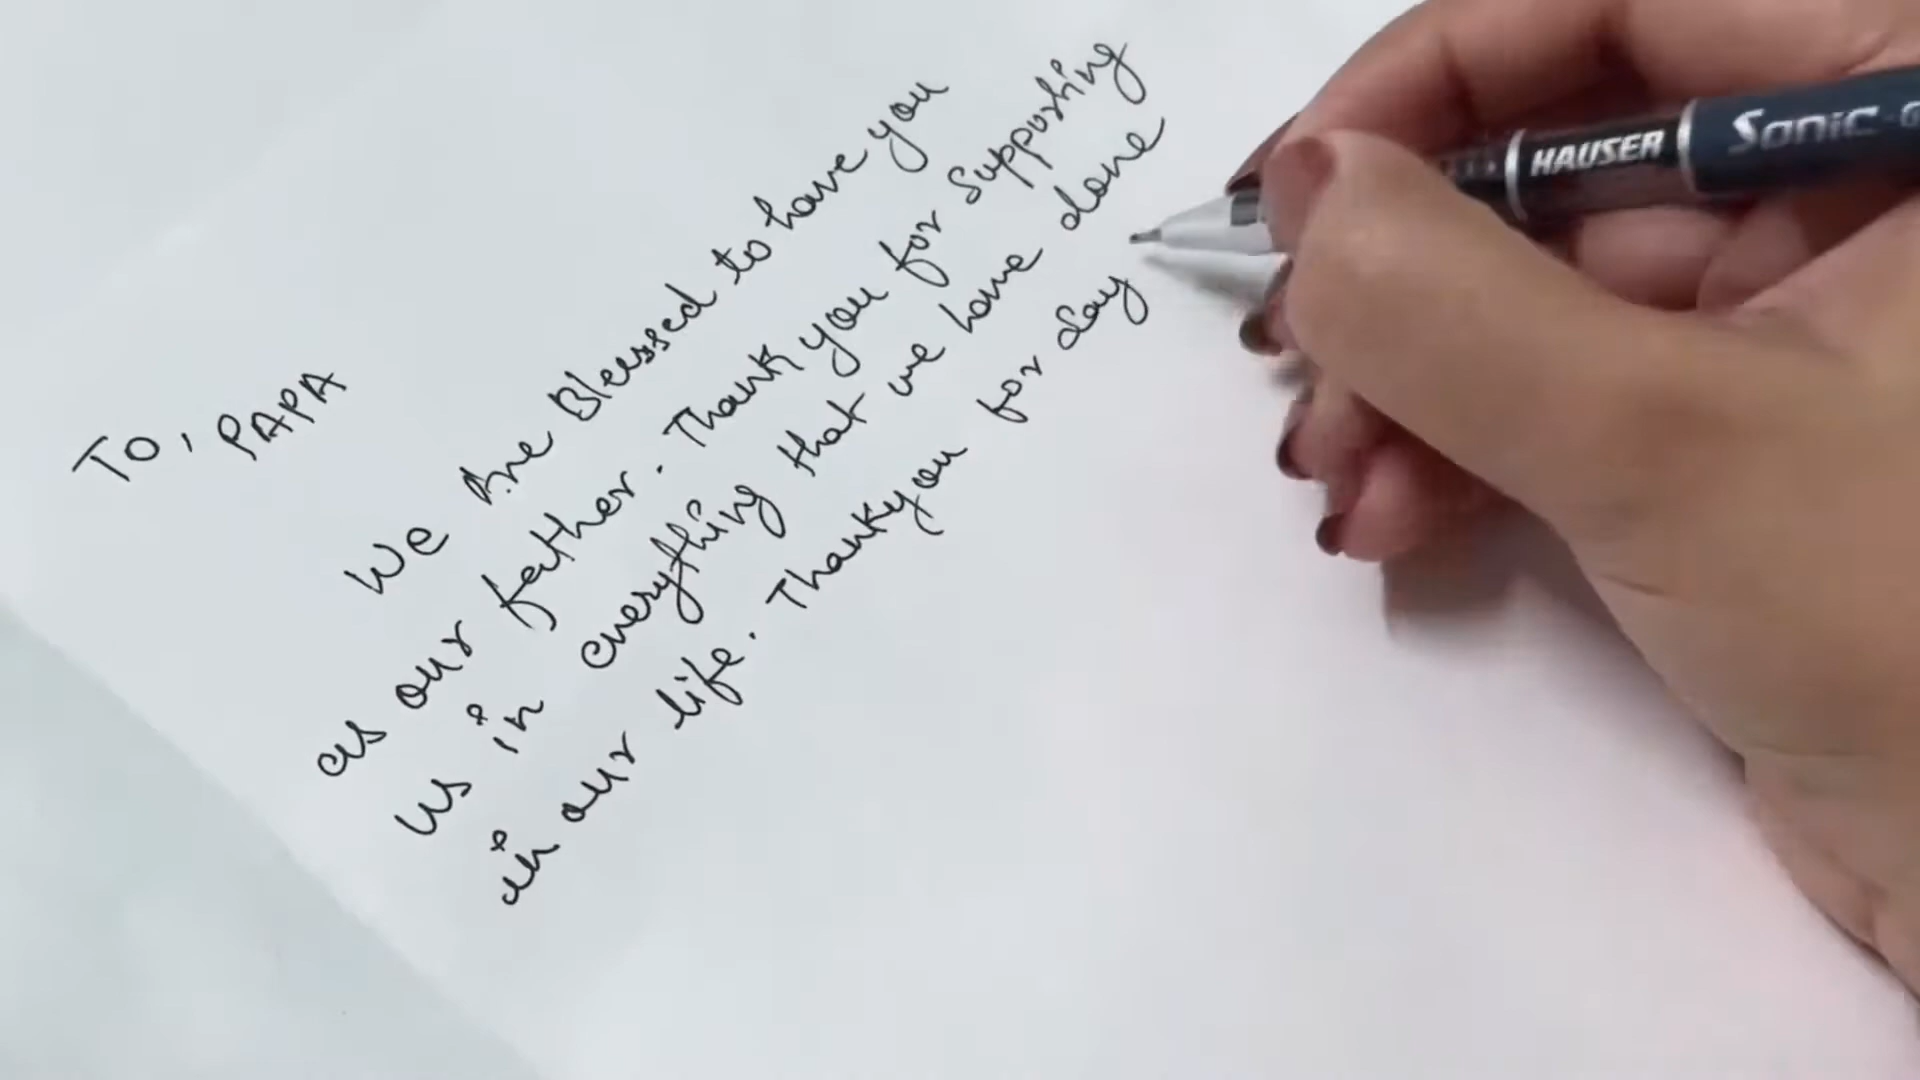 To, PAPA
We Are Blessed to have you
as our father. Thank you for Supporting
us in everything that we have done
in our life. Thankyou for day
HAUSER
Sonic